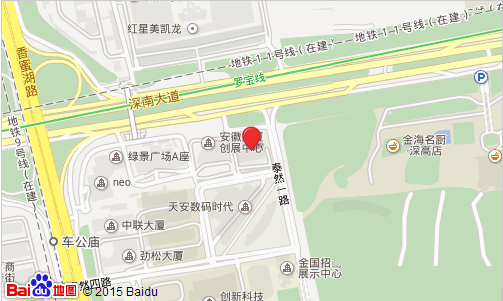 红星美凯龙
地铁11号线(在建)
地铁11号线(在建)
香蜜湖路
罗宝线
深南大道
P
地铁9号线(在建)
安徽
创展中心
金海名厨
深高店
绿景广场A座
泰然一路
neo
天安数码时代
中联大厦
车公庙
劲松大厦
金国招
展示中心
商
街
然四路
创新科技
Bai 地图 © 2015 Baidu